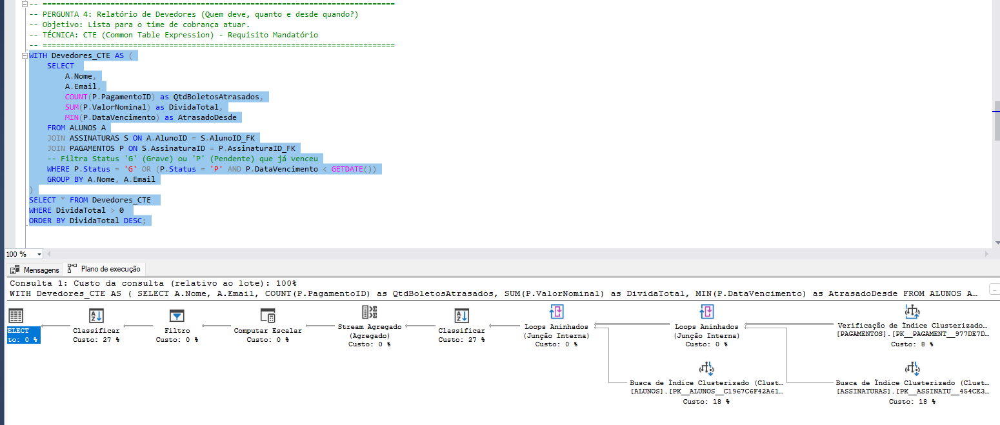 -- ==============================================================================
-- PERGUNTA 4: Relatório de Devedores (Quem deve, quanto e desde quando?)
-- Objetivo: Lista para o time de cobrança atuar.
-- TÉCNICA: CTE (Common Table Expression) - Requisito Mandatório
-- ==============================================================================
WITH Devedores_CTE AS (
SELECT
A.Nome,
A.Email,
COUNT(P.PagamentoID) as QtdBoletosAtrasados,
SUM(P.ValorNominal) as DividaTotal,
MIN(P.DataVencimento) as AtrasadoDesde
FROM ALUNOS A
JOIN ASSINATURAS S ON A.AlunoID = S.AlunoID_FK
JOIN PAGAMENTOS P ON S.AssinaturaID = P.AssinaturaID_FK
-- Filtra Status 'G' (Grave) ou 'P' (Pendente) que já venceu
WHERE P.Status = 'G' OR (P.Status = 'P' AND P.DataVencimento < GETDATE())
GROUP BY A.Nome, A.Email
)
SELECT * FROM Devedores_CTE
WHERE DividaTotal > 0
ORDER BY DividaTotal DESC;
100 %
Mensagens Plano de execução
Consulta 1: Custo da consulta (relativo ao lote): 100%
WITH Devedores_CTE AS ( SELECT A.Nome, A.Email, COUNT(P.PagamentoID) as QtdBoletosAtrasados, SUM(P.ValorNominal) as DividaTotal, MIN(P.DataVencimento) as AtrasadoDesde FROM ALUNOS A…
ELECT
to: 0 %
Classificar
Custo: 27 %
Filtro
Custo: 0 %
Computar Escalar
Custo: 0 %
Stream Agregado
(Agregado)
Custo: 0 %
Classificar
Custo: 27 %
Loops Aninhados
(Junção Interna)
Custo: 0 %
Loops Aninhados
(Junção Interna)
Custo: 0 %
Verificação de Índice Clusterizado…
[PAGAMENTOS].[PK__PAGAMENT__977DE7D…
Custo: 8 %
Busca de Índice Clusterizado (Clust…
[ALUNOS].[PK__ALUNOS__C1967C6F42A61…
Custo: 18 %
Busca de Índice Clusterizado (Clust…
[ASSINATURAS].[PK__ASSINATU__454CE3…
Custo: 18 %